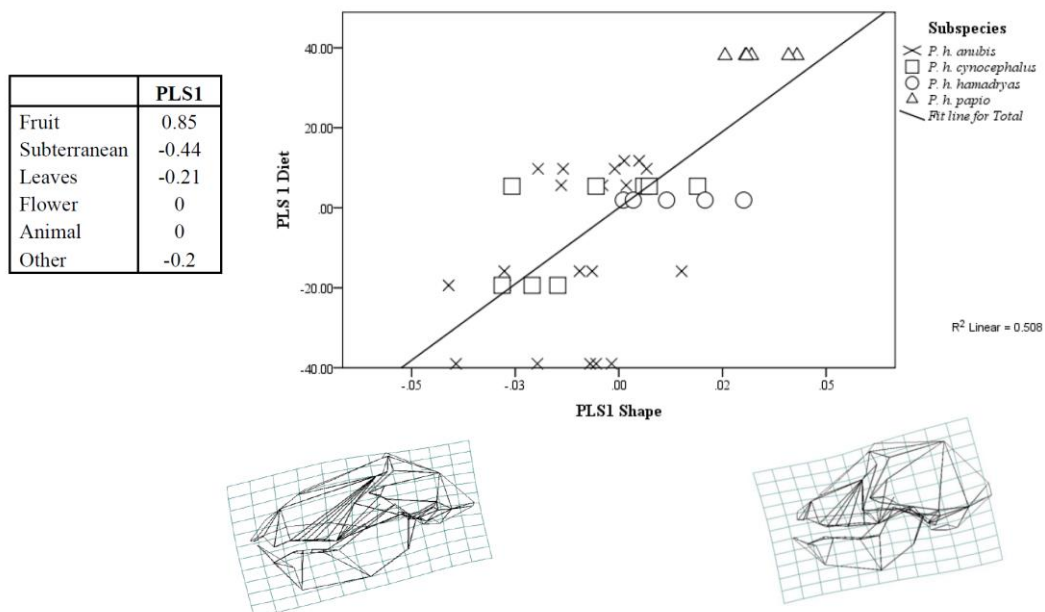 PLS1
Fruit 0.85
Subterranean -0.44
Leaves -0.21
Flower 0
Animal 0
Other -0.2
PLS 1 Diet
40.00
20.00
.00
-20.00
-40.00
-.05
-.03
.00
.02
.05
PLS1 Shape
Subspecies
P. h. anubis
P. h. cynocephalus
P. h. hamadryas
P. h. papio
Fit line for Total
R2 Linear = 0.508